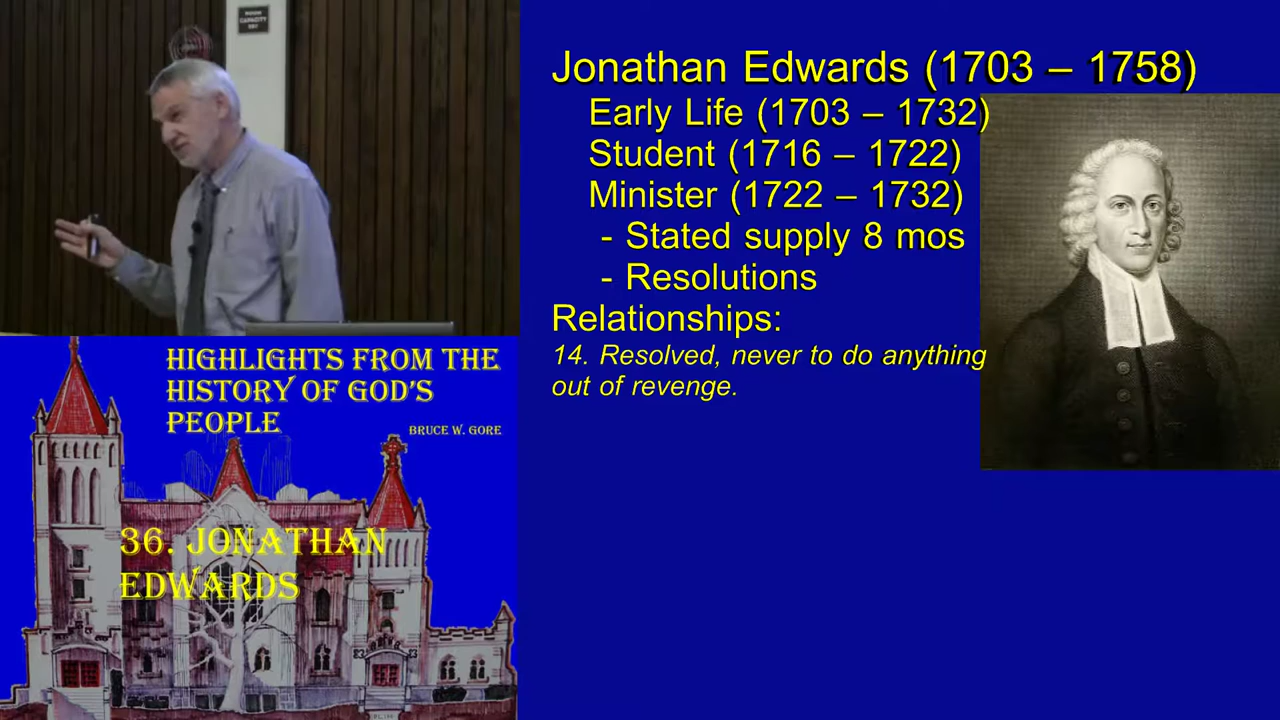 ROOM
CAPACITY
Jonathan Edwards (1703 – 1758)
Early Life (1703 – 1732)
Student (1716 – 1722)
Minister (1722 – 1732)
- Stated supply 8 mos
- Resolutions
Relationships:
14. Resolved, never to do anything
out of revenge.
HIGHLIGHTS FROM THE
HISTORY OF GOD'S
PEOPLE
BRUCE W. GORE
36. JONATHAN
EDWARDS